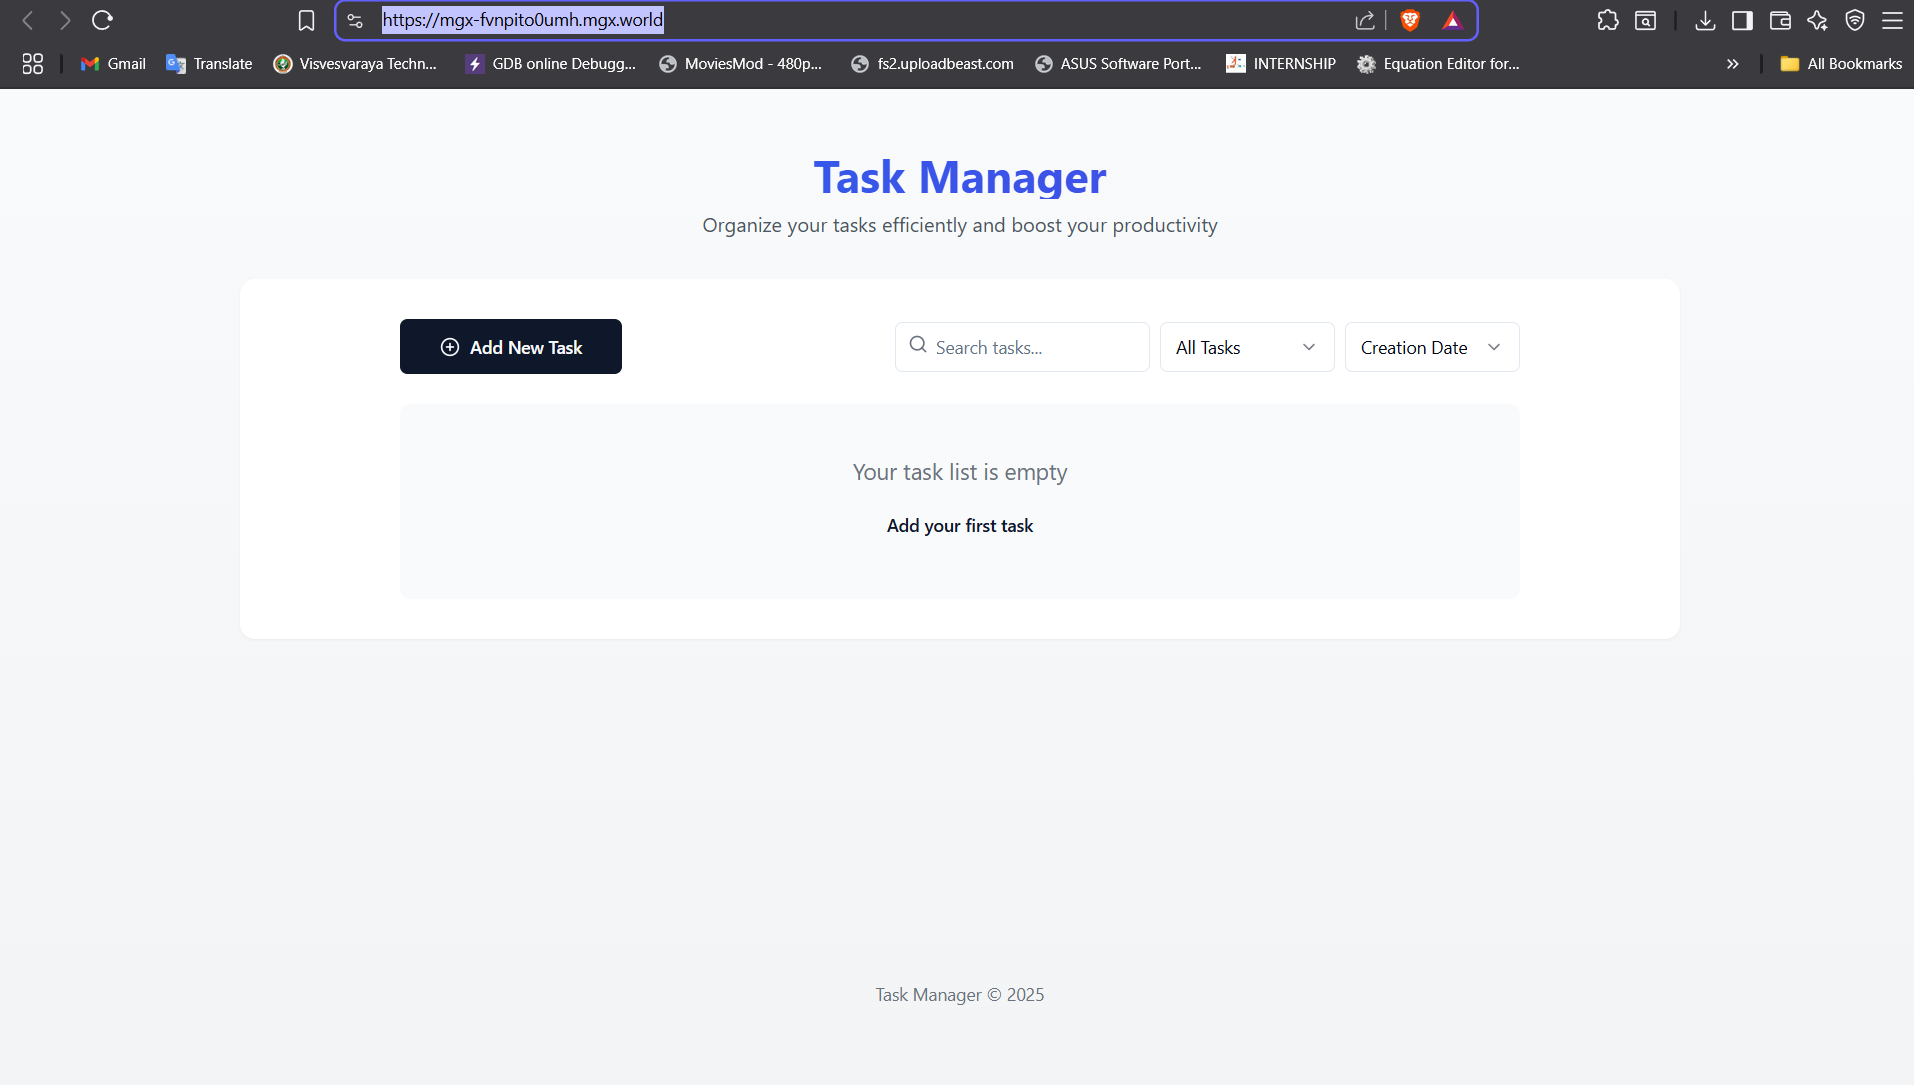 https://mgx-fvnpito0umh.mgx.world
Gmail Translate Visvesvaraya Techn... GDB online Debugg... MoviesMod - 480p... fs2.uploadbeast.com ASUS Software Port... INTERNSHIP Equation Editor for... » All Bookmarks
Task Manager
Organize your tasks efficiently and boost your productivity
Add New Task Search tasks... All Tasks Creation Date
Your task list is empty
Add your first task
Task Manager © 2025